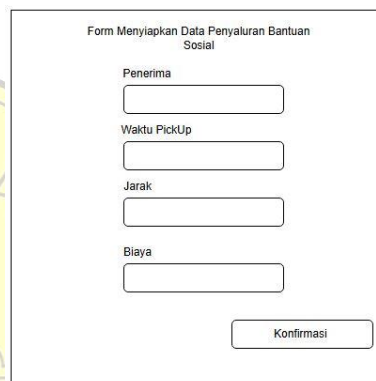 Form Menyiapkan Data Penyaluran Bantuan
Sosial
Penerima
Waktu PickUp
Jarak
Biaya
Konfirmasi